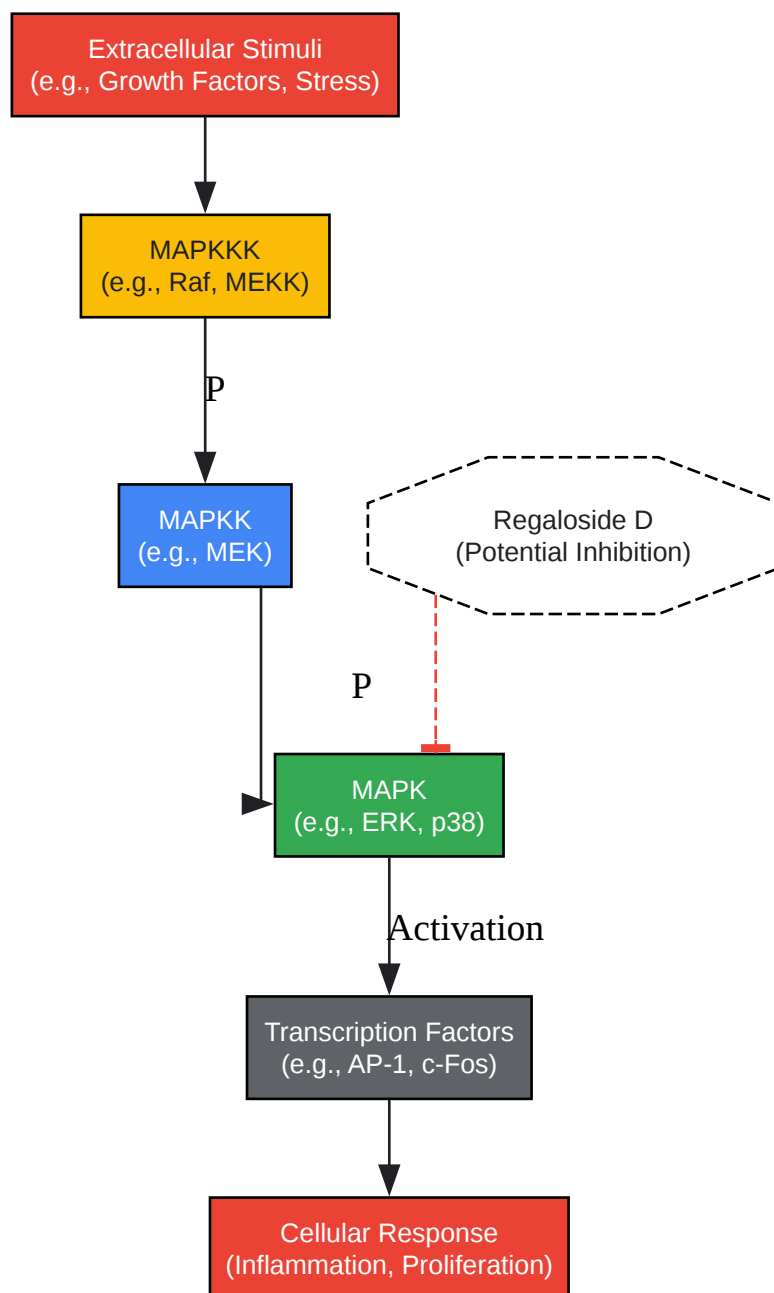 Extracellular Stimuli
(e.g., Growth Factors, Stress)
MAPKKK
(e.g., Raf, MEKK)
P
MAPKK
(e.g., MEK)
Regaloside D
(Potential Inhibition)
P
MAPK
(e.g., ERK, p38)
Activation
Transcription Factors
(e.g., AP-1, c-Fos)
Cellular Response
(Inflammation, Proliferation)